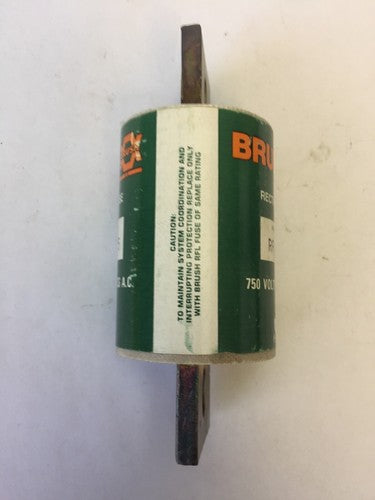 CAUTION:
TO MAINTAIN SYSTEM COORDINATION AND
INTERRUPTING PROTECTION REPLACE ONLY
WITH BRUSH RFL FUSE OF SAME RATING
BRU
REC
750 VOL
A.C.